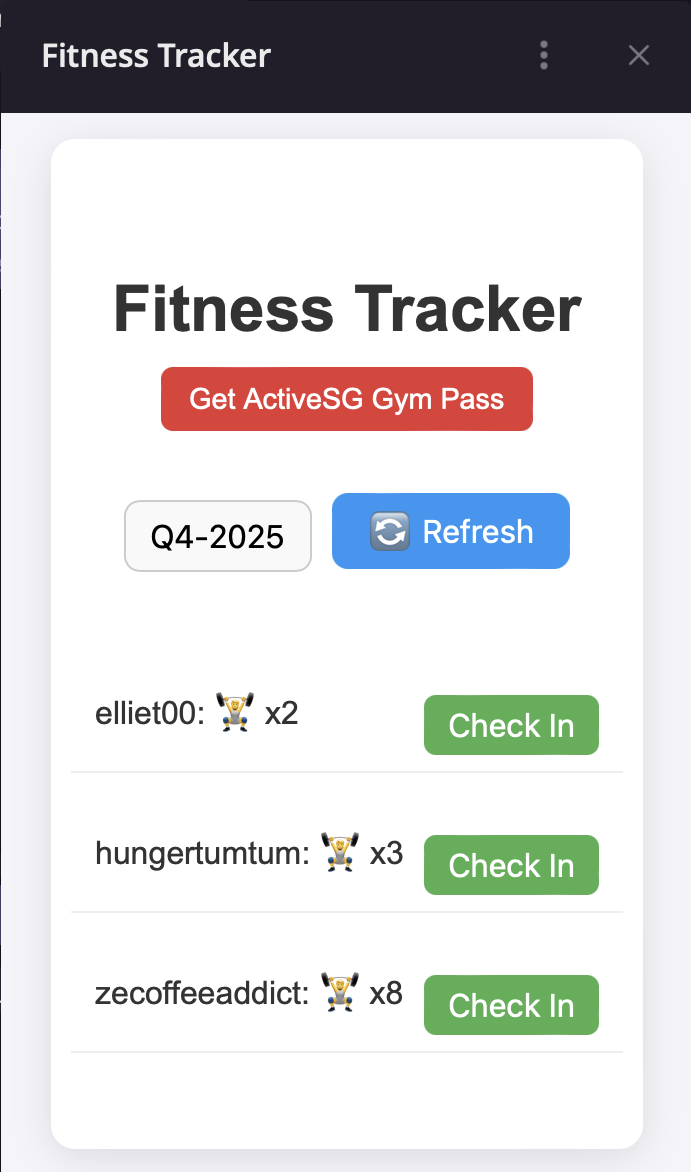 Fitness Tracker
Fitness Tracker
Get ActiveSG Gym Pass
Q4-2025 🔄 Refresh
elliet00: 🏋️ x2 Check In
hungertumtum: 🏋️ x3 Check In
zecoffeeaddict: 🏋️ x8 Check In